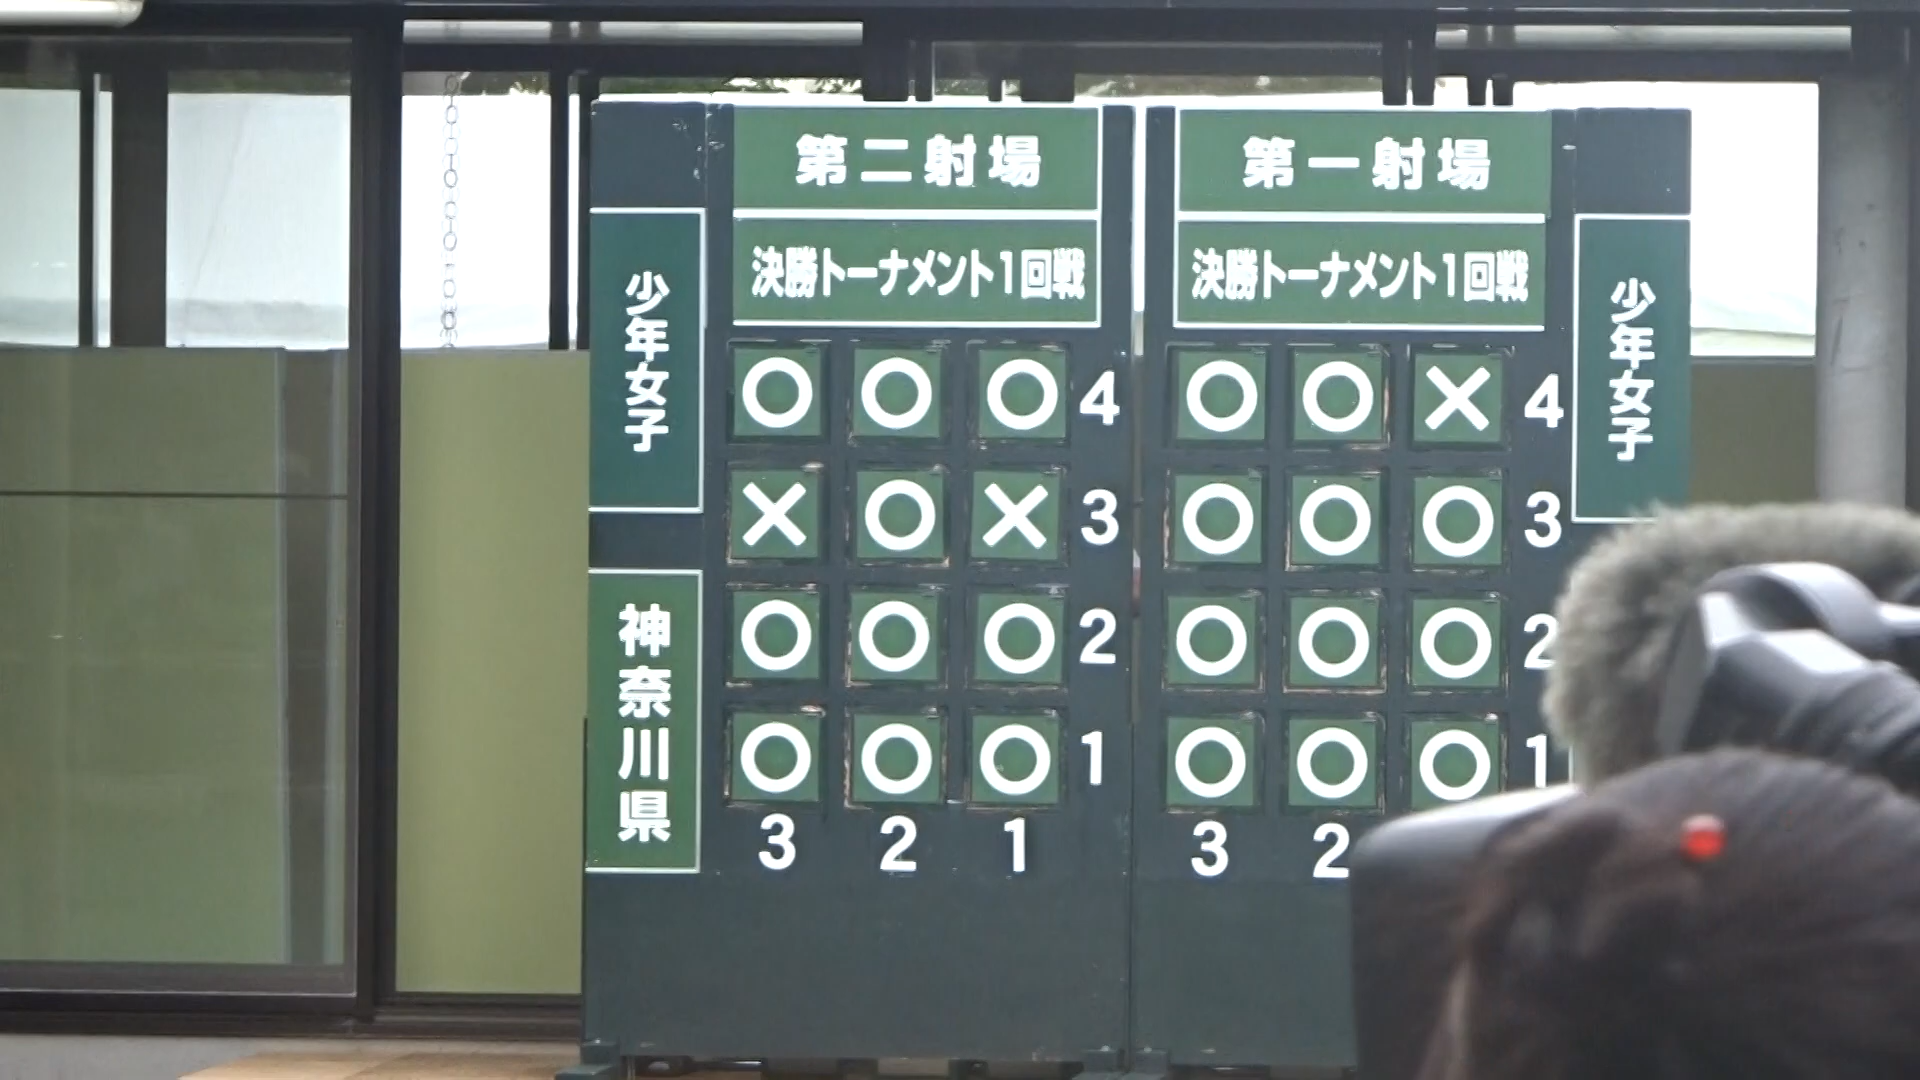 第二射場
第一射場
決勝トーナメント1回戦
決勝トーナメント1回戦
少年女子
少年女子
神奈川県
○ ○ ○ 4
○ ○ × 4
× ○ × 3
○ ○ ○ 3
○ ○ ○ 2
○ ○ ○ 2
○ ○ ○ 1
○ ○ ○ 1
3 2 1
3 2